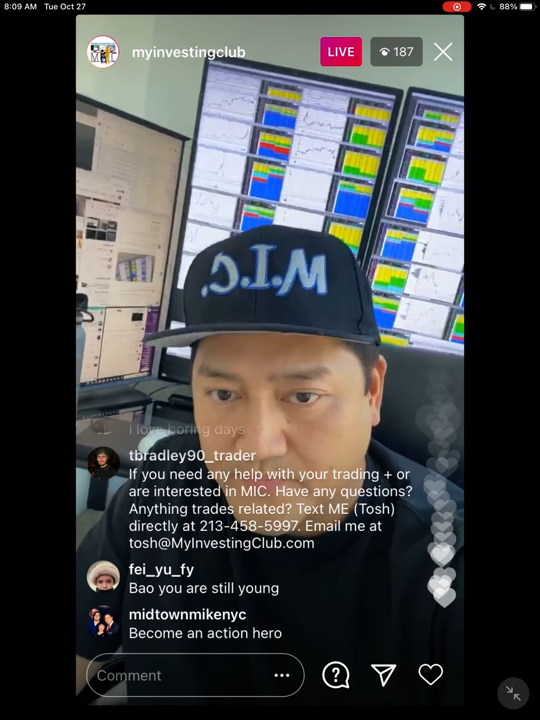 8:09 AM Tue Oct 27
88%
myinvestingclub
LIVE
187
M.I.C.
I love boring days
tbradley90_trader
If you need any help with your trading + or
are interested in MIC. Have any questions?
Anything trades related? Text ME (Tosh)
directly at 213-458-5997. Email me at
tosh@MyInvestingClub.com
fei_yu_fy
Bao you are still young
midtownmikenyc
Become an action hero
Comment